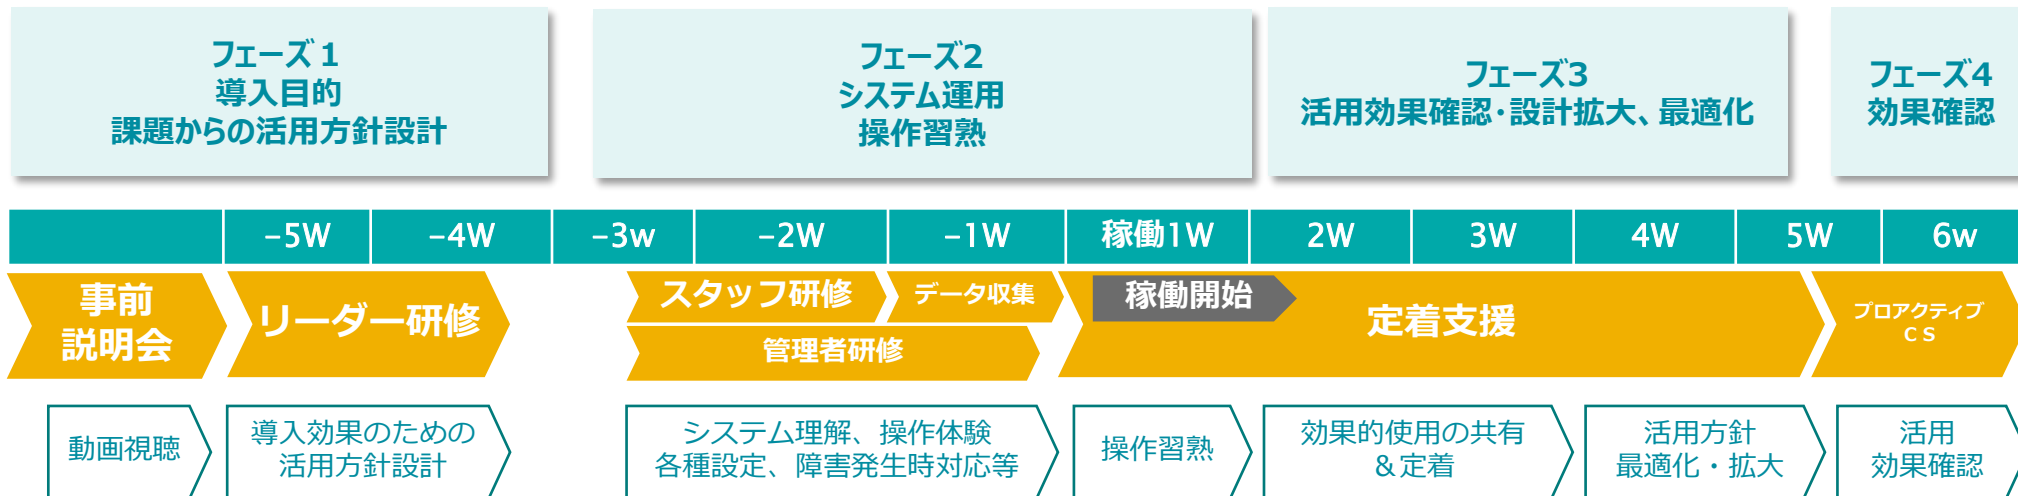 フェーズ１
導入目的
課題からの活用方針設計
フェーズ2
システム運用
操作習熟
フェーズ3
活用効果確認・設計拡大、最適化
フェーズ4
効果確認
−5W
−4W
−3w
−2W
−1W
稼働1W
2W
3W
4W
5W
6w
事前
説明会
リーダー研修
スタッフ研修
データ収集
管理者研修
稼働開始
定着支援
プロアクティブ
ＣＳ
動画視聴
導入効果のための
活用方針設計
システム理解、操作体験
各種設定、障害発生時対応等
操作習熟
効果的使用の共有
＆定着
活用方針
最適化・拡大
活用
効果確認